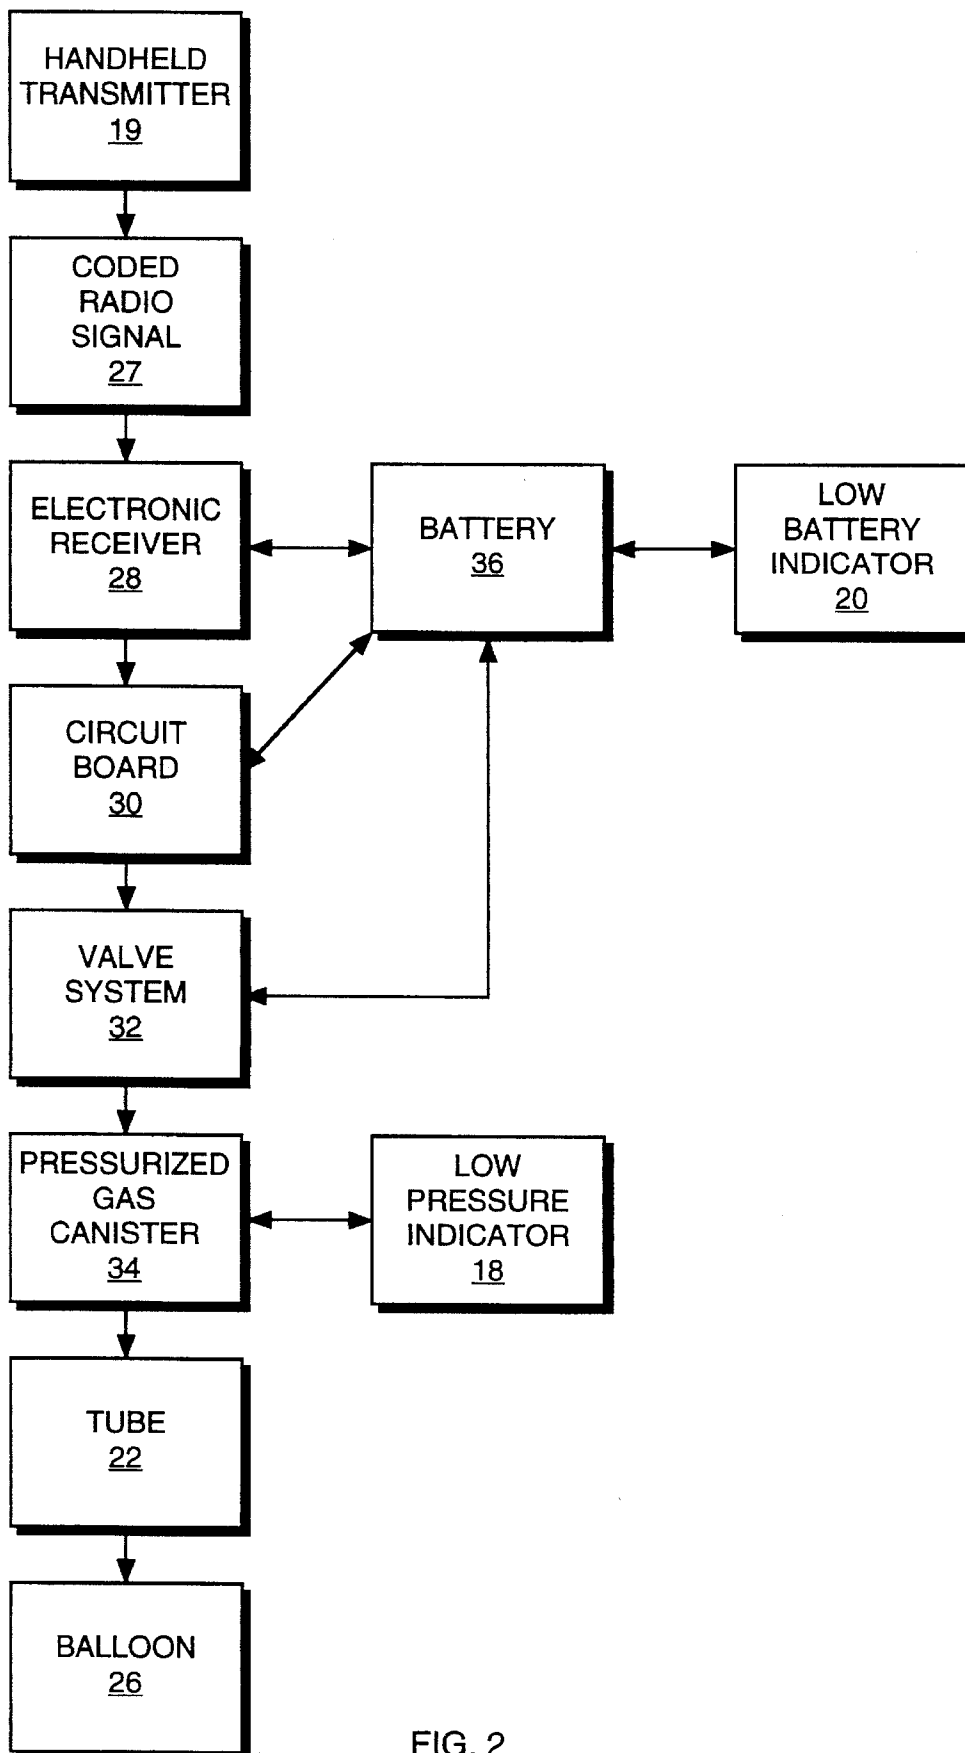 HANDHELD
TRANSMITTER
19
CODED
RADIO
SIGNAL
27
ELECTRONIC
RECEIVER
28
BATTERY
36
LOW
BATTERY
INDICATOR
20
CIRCUIT
BOARD
30
VALVE
SYSTEM
32
PRESSURIZED
GAS
CANISTER
34
LOW
PRESSURE
INDICATOR
18
TUBE
22
BALLOON
26
FIG. 2